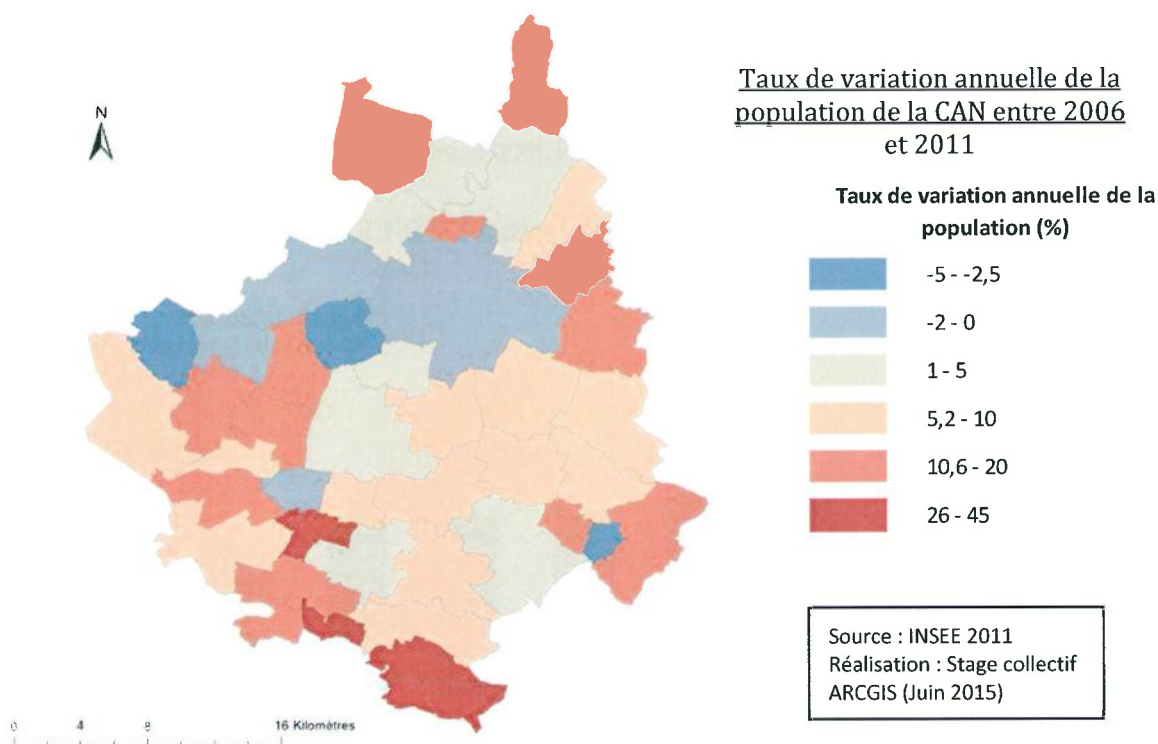 Taux de variation annuelle de la
population de la CAN entre 2006
et 2011
N
Taux de variation annuelle de la
population (%)
-5 - -2,5
-2 - 0
1 - 5
5,2 - 10
10,6 - 20
26 - 45
Source : INSEE 2011
Réalisation : Stage collectif
ARCGIS (Juin 2015)
0 4 8 16 Kilomètres